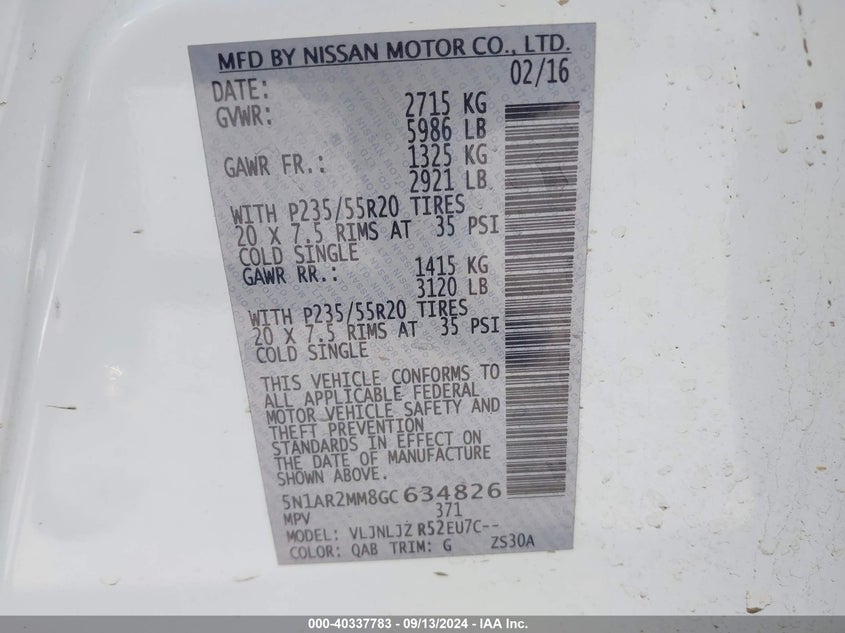 MFD BY NISSAN MOTOR CO., LTD.
DATE: 02/16
GVWR: 2715 KG
5986 LB
GAWR FR.: 1325 KG
2921 LB
WITH P235/55R20 TIRES
20 X 7.5 RIMS AT 35 PSI
COLD SINGLE
GAWR RR.: 1415 KG
3120 LB
WITH P235/55R20 TIRES
20 X 7.5 RIMS AT 35 PSI
COLD SINGLE
THIS VEHICLE CONFORMS TO
ALL APPLICABLE FEDERAL
MOTOR VEHICLE SAFETY AND
THEFT PREVENTION
STANDARDS IN EFFECT ON
THE DATE OF MANUFACTURE
SHOWN ABOVE.
5N1AR2MM8GC634826
MPV 371
MODEL: VLJNLJZ R52EU7C--
COLOR: QAB TRIM: G ZS30A
000-40337783 - 09/13/2024 - IAA Inc.